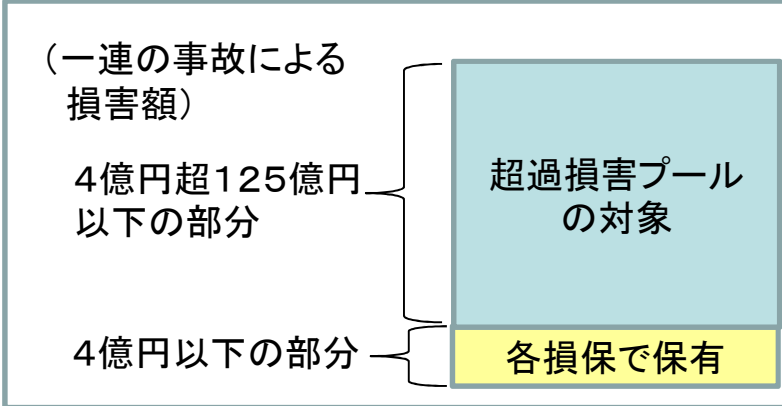 （一連の事故による
損害額）
４億円超１２５億円
以下の部分
超過損害プール
の対象
４億円以下の部分
各損保で保有